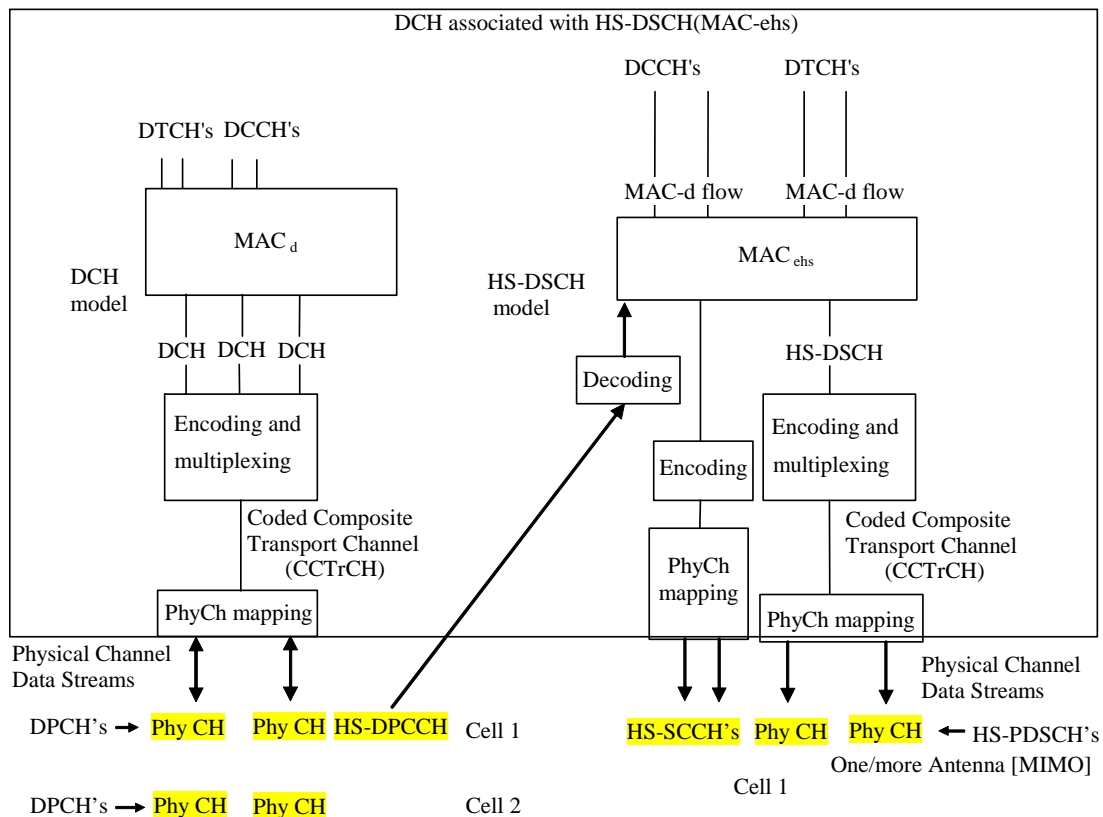 DCH associated with HS-DSCH(MAC-ehs)
DCCH's DTCH's
DTCH's DCCH's
MAC-d flow MAC-d flow
MAC d
MAC ehs
DCH
model
HS-DSCH
model
DCH DCH DCH
HS-DSCH
Decoding
Encoding and
multiplexing
Encoding
Encoding and
multiplexing
Coded Composite
Transport Channel
(CCTrCH)
Coded Composite
Transport Channel
(CCTrCH)
PhyCh
mapping
PhyCh mapping
PhyCh mapping
Physical Channel
Data Streams
Physical Channel
Data Streams
DPCH's Phy CH Phy CH HS-DPCCH Cell 1
HS-SCCH's Phy CH Phy CH HS-PDSCH's
One/more Antenna [MIMO]
Cell 1
DPCH's Phy CH Phy CH Cell 2